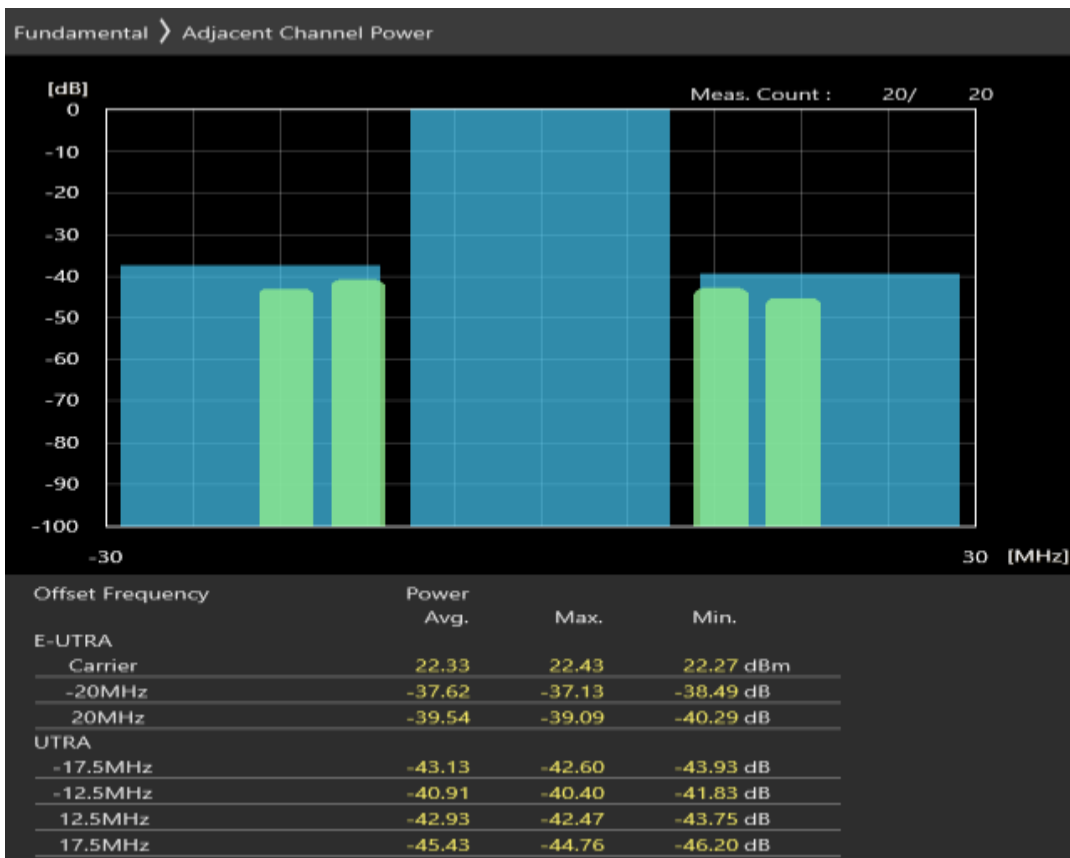 Fundamental 〉 Adjacent Channel Power
[dB]
Meas. Count : 20/ 20
0
-10
-20
-30
-40
-50
-60
-70
-80
-90
-100
-30 30 [MHz]
Offset Frequency Power
Avg. Max. Min.
E-UTRA
Carrier 22.33 22.43 22.27 dBm
-20MHz -37.62 -37.13 -38.49 dB
20MHz -39.54 -39.09 -40.29 dB
UTRA
-17.5MHz -43.13 -42.60 -43.93 dB
-12.5MHz -40.91 -40.40 -41.83 dB
12.5MHz -42.93 -42.47 -43.75 dB
17.5MHz -45.43 -44.76 -46.20 dB